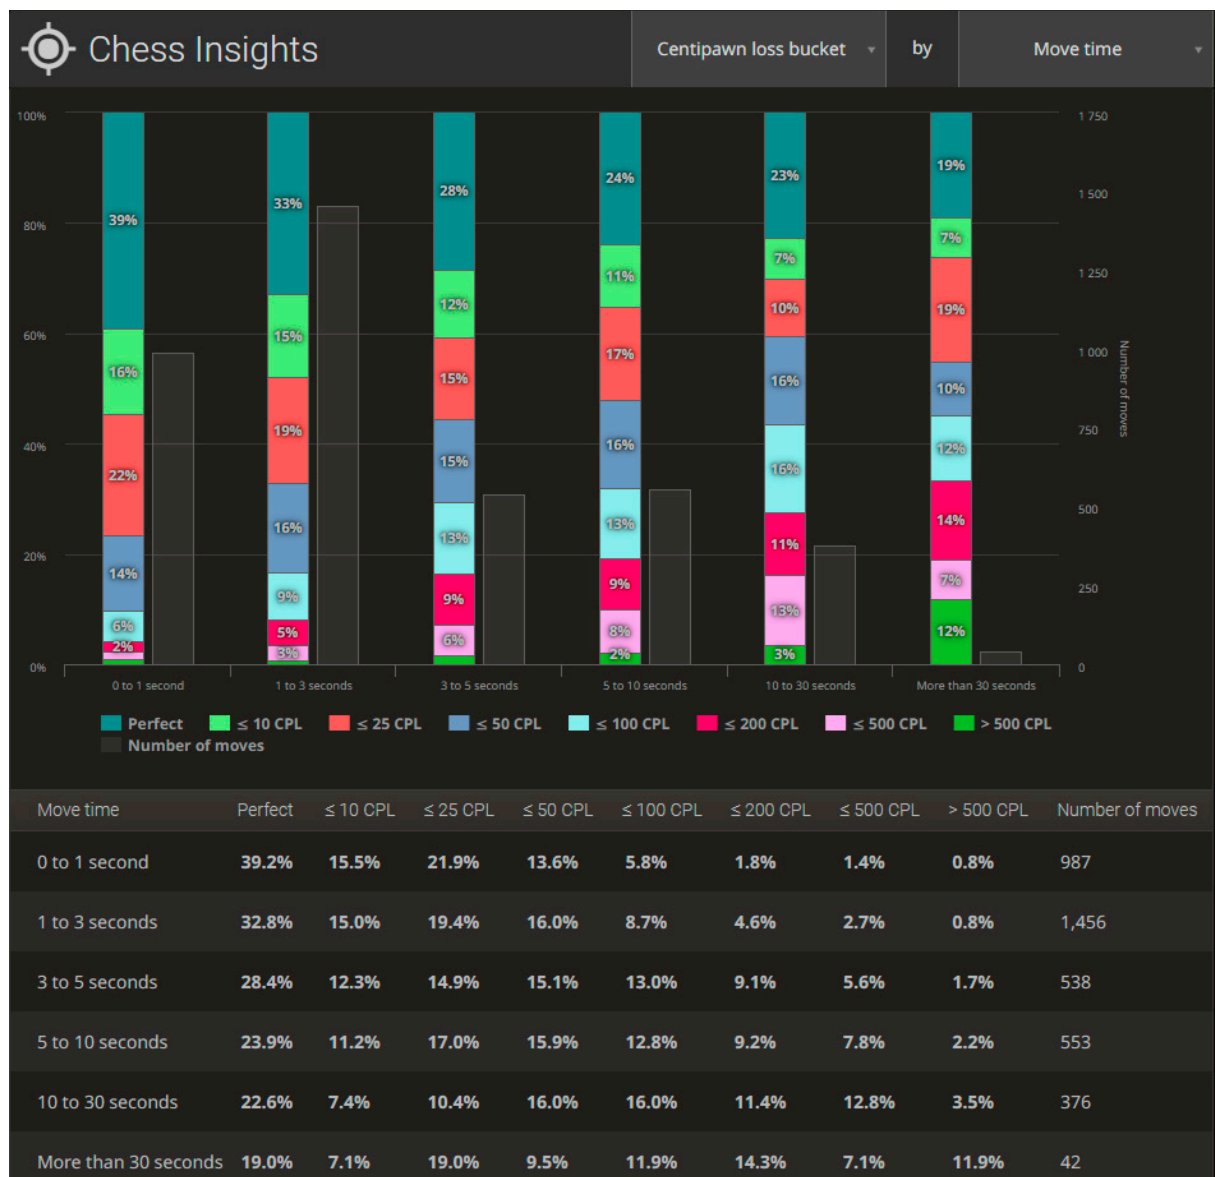 Chess Insights Centipawn loss bucket by Move time
100% 1 750
80% 1 500
1 250
60% 1 000
750
40%
500
20% 250
0% 0
Number of moves
39% 16% 22% 14% 6% 2%
33% 15% 19% 16% 9% 5% 3%
28% 12% 15% 15% 13% 9% 6%
24% 11% 17% 16% 13% 9% 8% 2%
23% 7% 10% 16% 16% 11% 13% 3%
19% 7% 19% 10% 12% 14% 7% 12%
0 to 1 second 1 to 3 seconds 3 to 5 seconds 5 to 10 seconds 10 to 30 seconds More than 30 seconds
Perfect ≤ 10 CPL ≤ 25 CPL ≤ 50 CPL ≤ 100 CPL ≤ 200 CPL ≤ 500 CPL > 500 CPL
Number of moves
Move time Perfect ≤ 10 CPL ≤ 25 CPL ≤ 50 CPL ≤ 100 CPL ≤ 200 CPL ≤ 500 CPL > 500 CPL Number of moves
0 to 1 second 39.2% 15.5% 21.9% 13.6% 5.8% 1.8% 1.4% 0.8% 987
1 to 3 seconds 32.8% 15.0% 19.4% 16.0% 8.7% 4.6% 2.7% 0.8% 1,456
3 to 5 seconds 28.4% 12.3% 14.9% 15.1% 13.0% 9.1% 5.6% 1.7% 538
5 to 10 seconds 23.9% 11.2% 17.0% 15.9% 12.8% 9.2% 7.8% 2.2% 553
10 to 30 seconds 22.6% 7.4% 10.4% 16.0% 16.0% 11.4% 12.8% 3.5% 376
More than 30 seconds 19.0% 7.1% 19.0% 9.5% 11.9% 14.3% 7.1% 11.9% 42